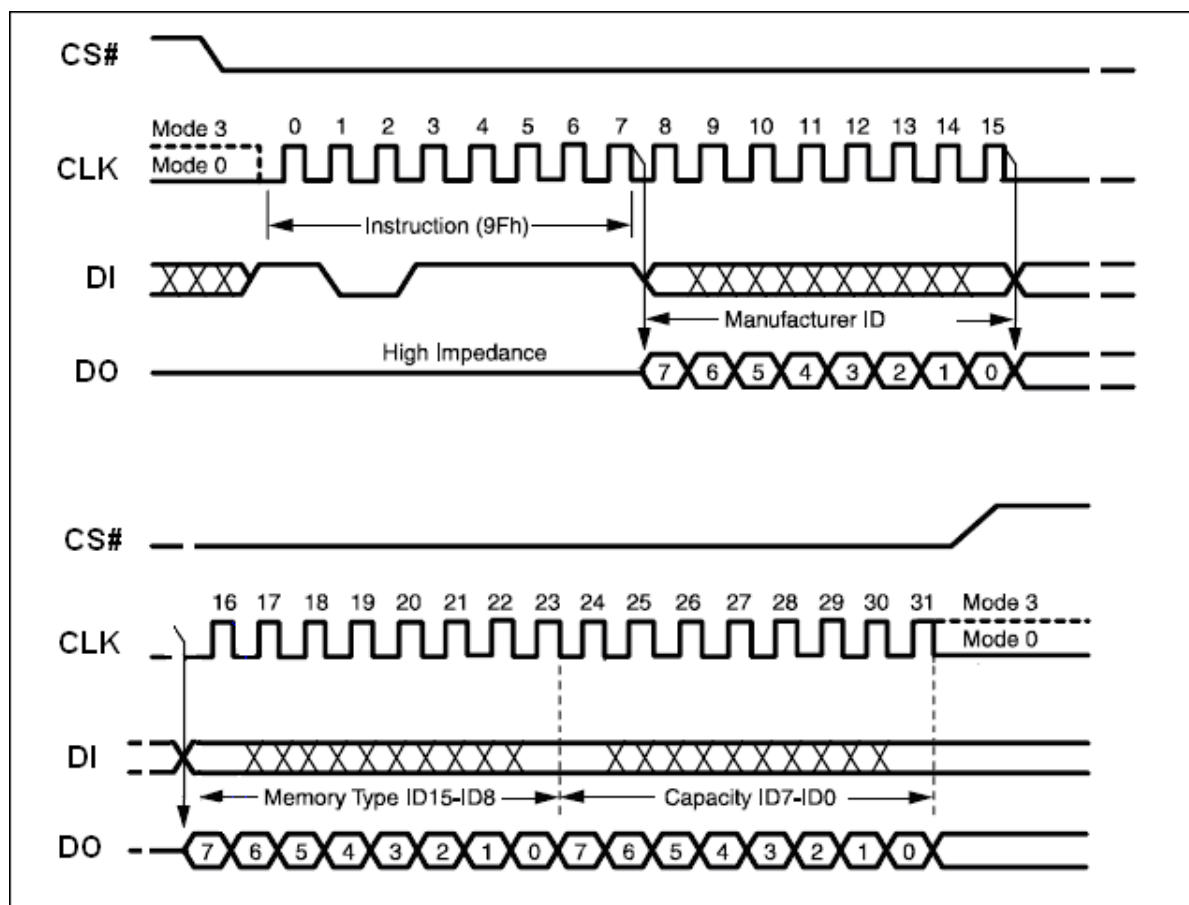 CS#
Mode 3
0 1 2 3 4 5 6 7 8 9 10 11 12 13 14 15
CLK
Mode 0
Instruction (9Fh)
DI
Manufacturer ID
High Impedance
DO
7 6 5 4 3 2 1 0
CS#
16 17 18 19 20 21 22 23 24 25 26 27 28 29 30 31
Mode 3
CLK
Mode 0
DI
Memory Type ID15-ID8
Capacity ID7-ID0
DO
7 6 5 4 3 2 1 0 7 6 5 4 3 2 1 0